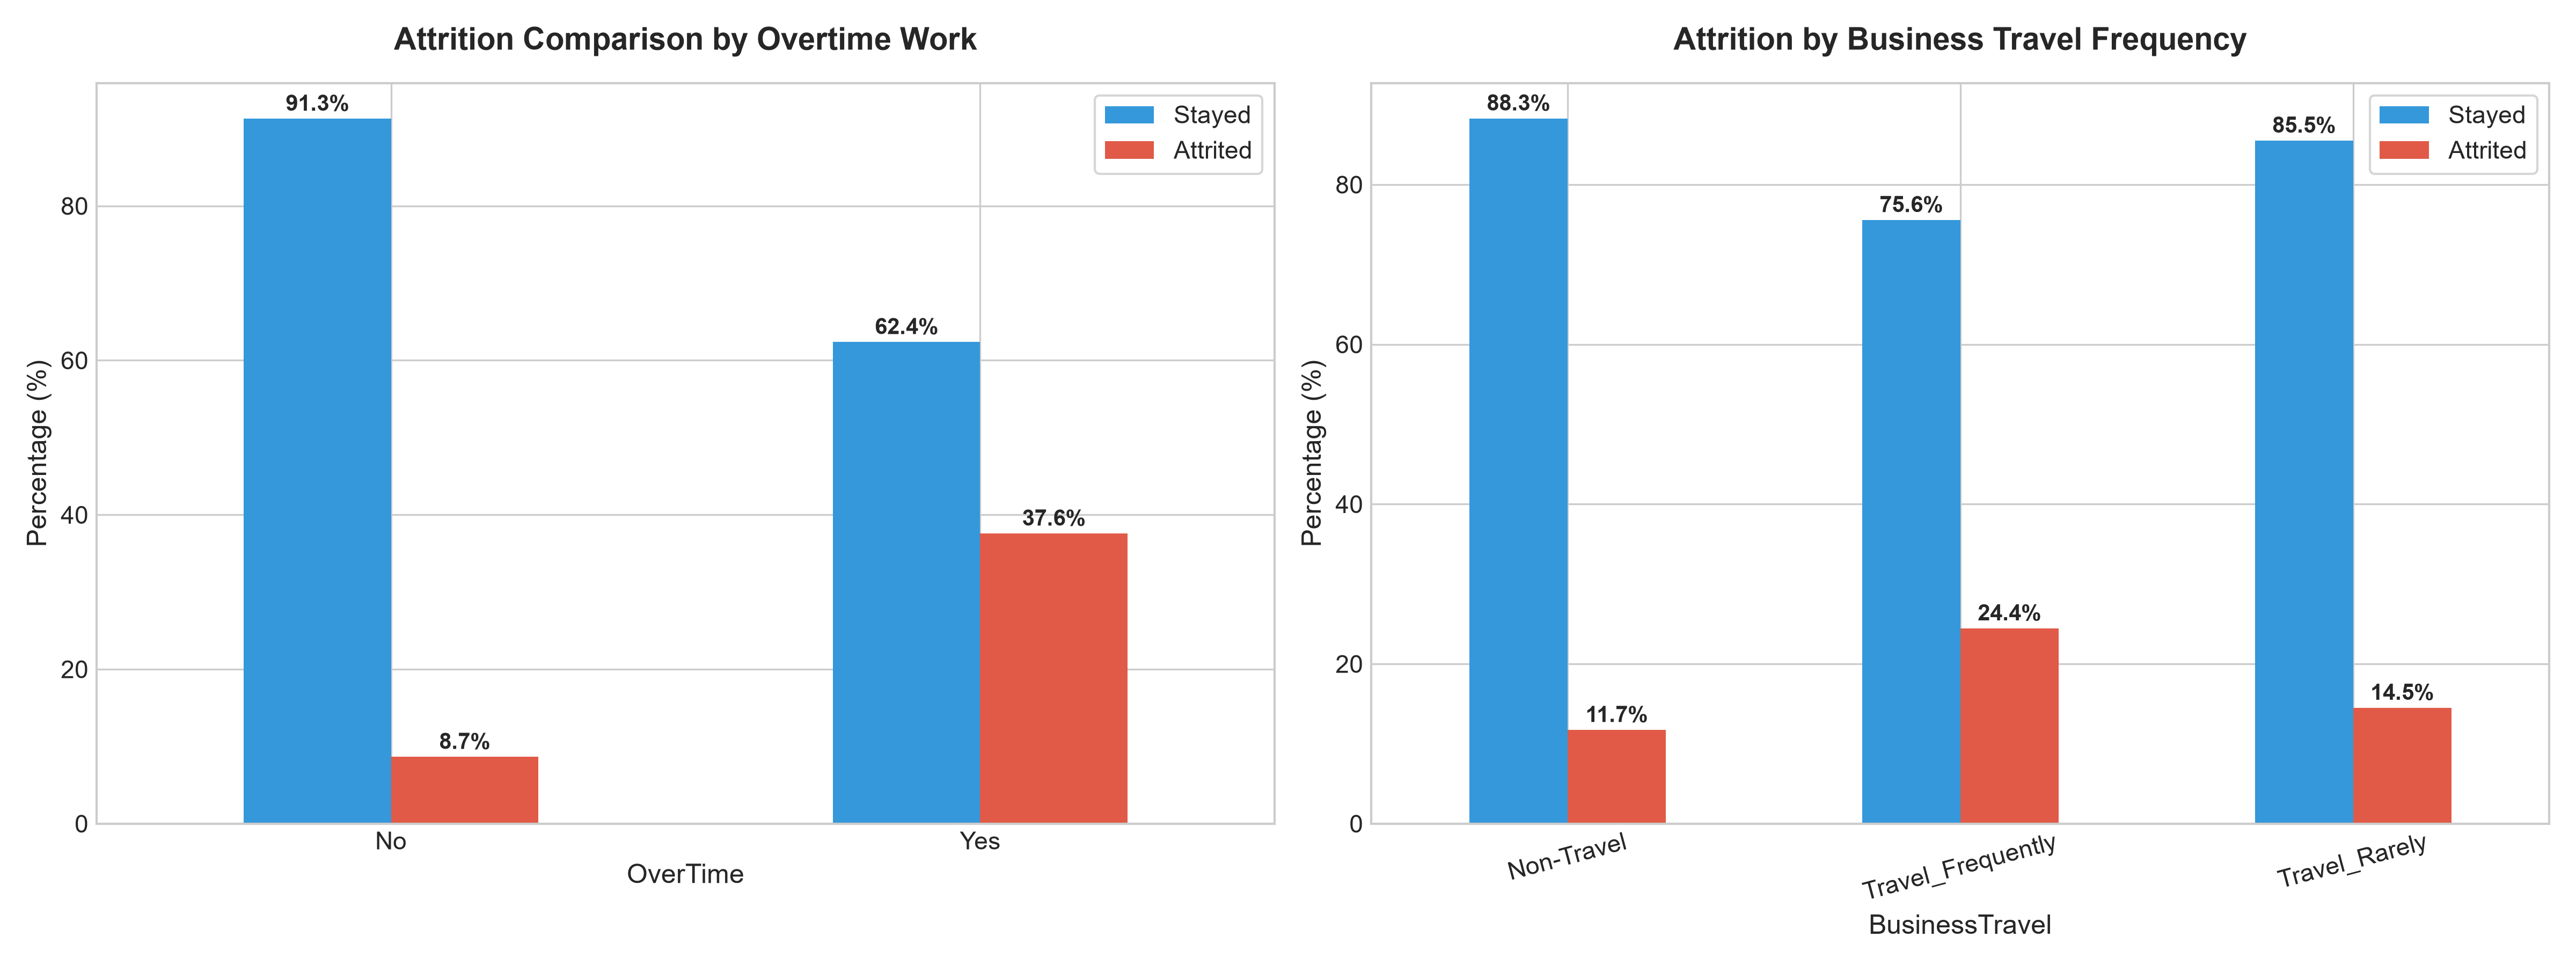 Attrition Comparison by Overtime Work
Percentage (%)
80
60
40
20
0
91.3%
8.7%
62.4%
37.6%
Stayed
Attrited
No
Yes
OverTime
Attrition by Business Travel Frequency
Percentage (%)
80
60
40
20
0
88.3%
11.7%
75.6%
24.4%
85.5%
14.5%
Stayed
Attrited
Non-Travel
Travel_Frequently
Travel_Rarely
BusinessTravel